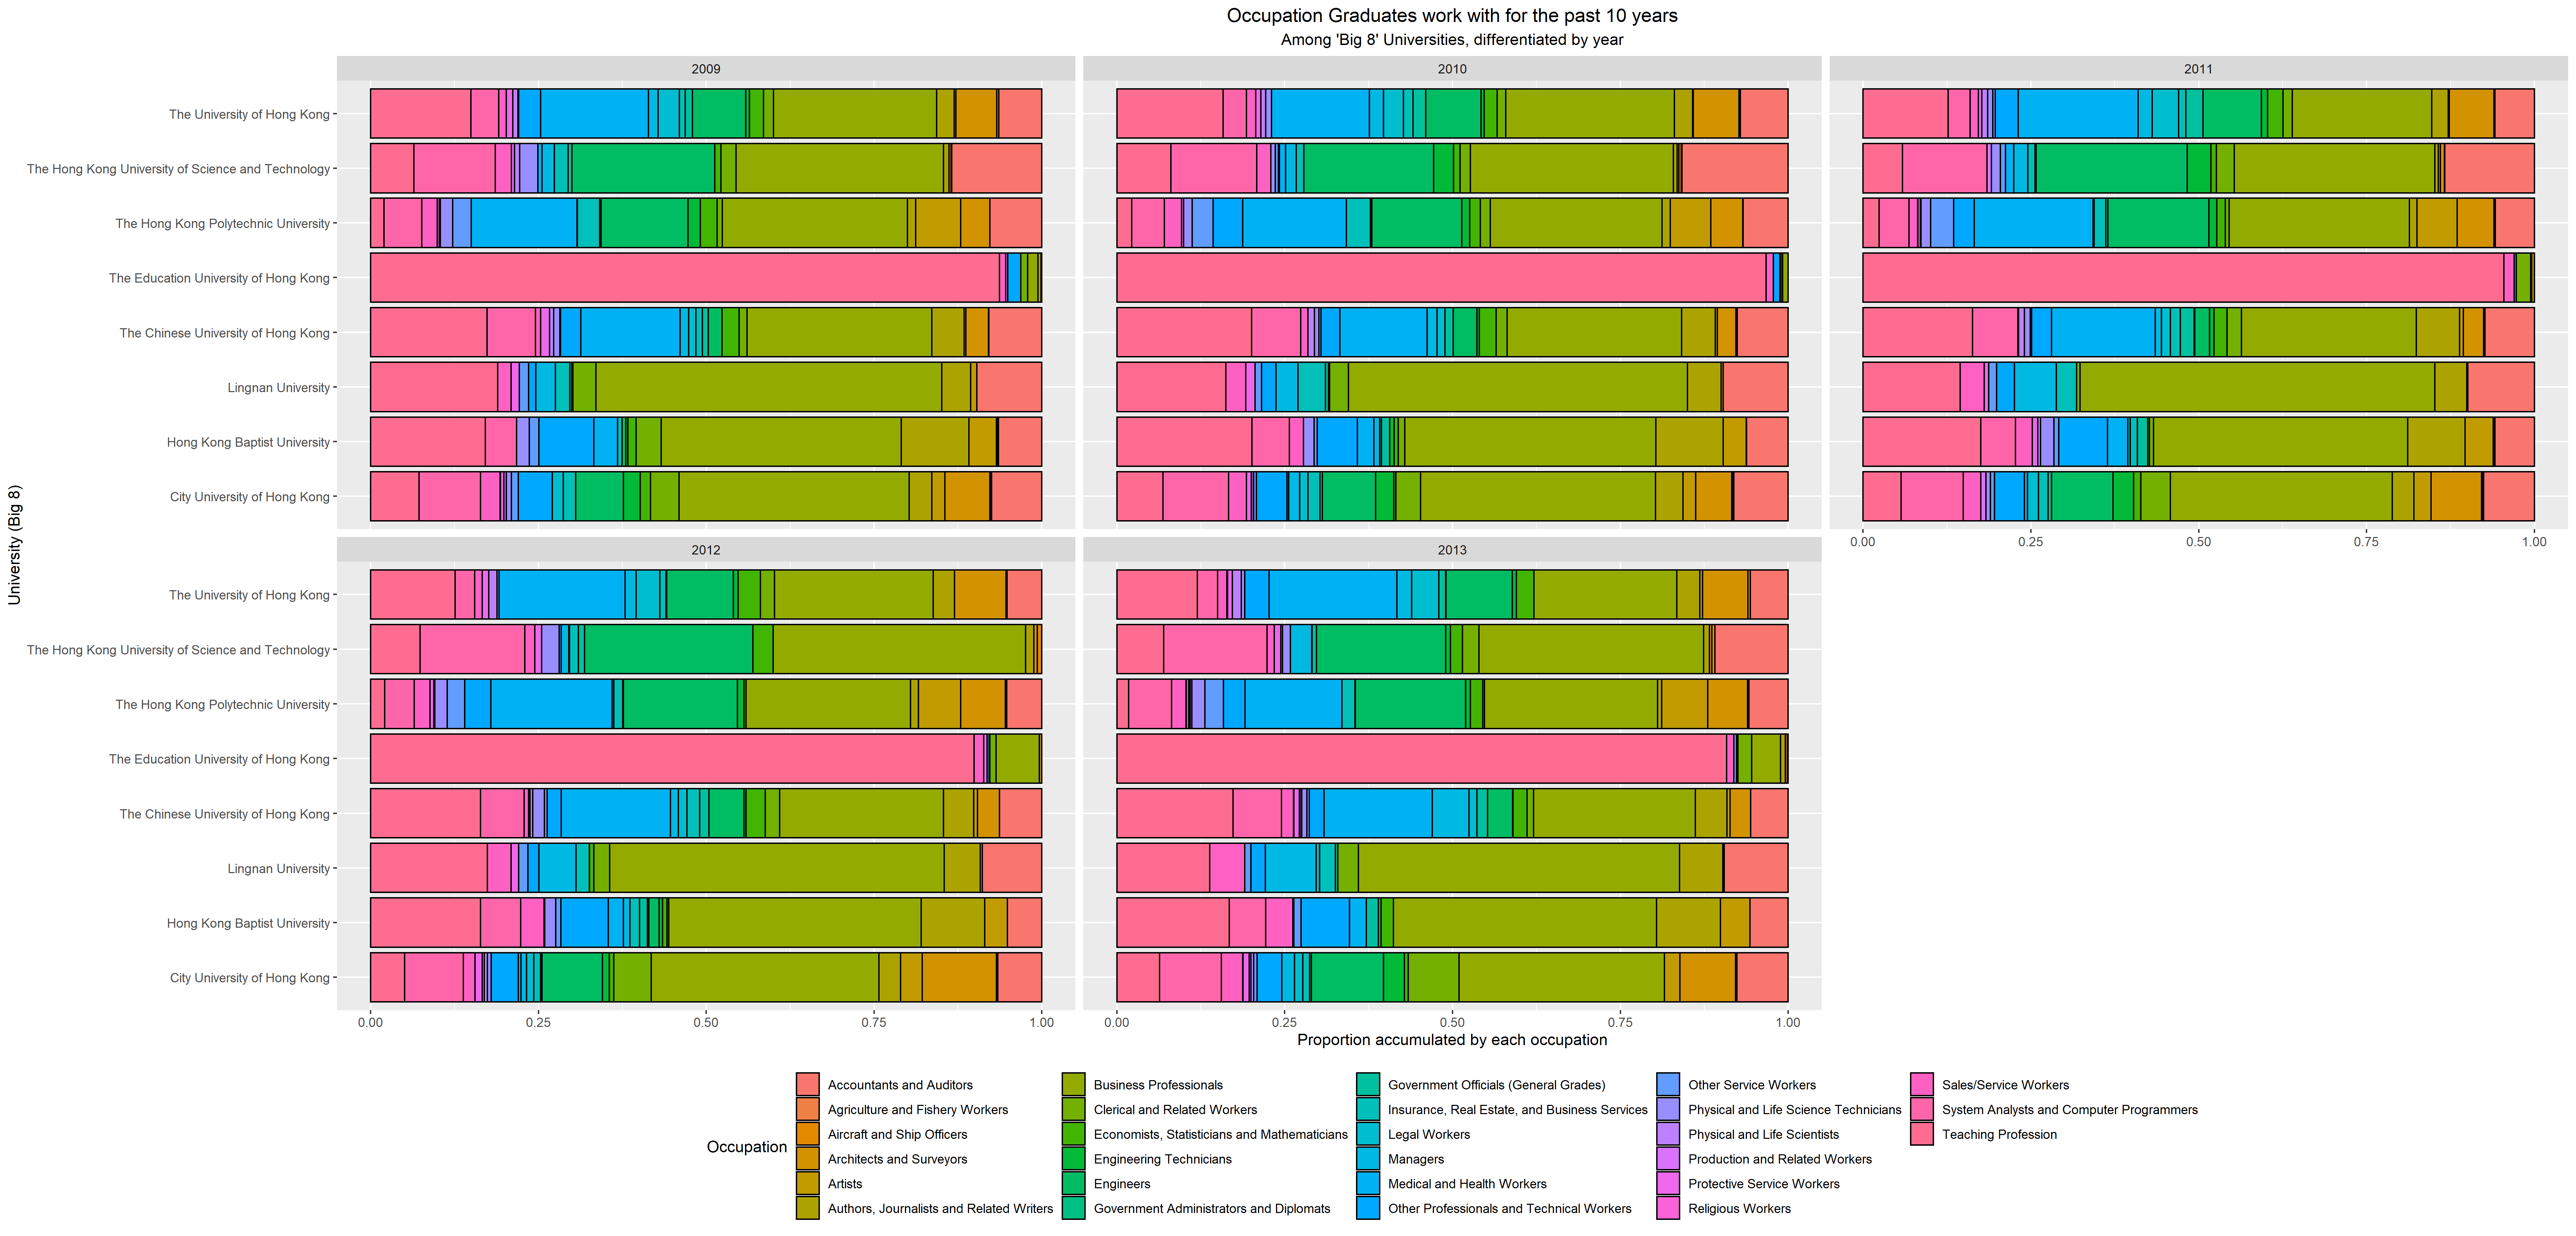 Occupation Graduates work with for the past 10 years
Among 'Big 8' Universities, differentiated by year
2009
2010
2011
The University of Hong Kong
The Hong Kong University of Science and Technology
The Hong Kong Polytechnic University
The Education University of Hong Kong
The Chinese University of Hong Kong
Lingnan University
Hong Kong Baptist University
City University of Hong Kong
0.00 0.25 0.50 0.75 1.00
University (Big 8)
2012
2013
The University of Hong Kong
The Hong Kong University of Science and Technology
The Hong Kong Polytechnic University
The Education University of Hong Kong
The Chinese University of Hong Kong
Lingnan University
Hong Kong Baptist University
City University of Hong Kong
0.00 0.25 0.50 0.75 1.00
0.00 0.25 0.50 0.75 1.00
Proportion accumulated by each occupation
Occupation
Accountants and Auditors
Agriculture and Fishery Workers
Aircraft and Ship Officers
Architects and Surveyors
Artists
Authors, Journalists and Related Writers
Business Professionals
Clerical and Related Workers
Economists, Statisticians and Mathematicians
Engineering Technicians
Engineers
Government Administrators and Diplomats
Government Officials (General Grades)
Insurance, Real Estate, and Business Services
Legal Workers
Managers
Medical and Health Workers
Other Professionals and Technical Workers
Other Service Workers
Physical and Life Science Technicians
Physical and Life Scientists
Production and Related Workers
Protective Service Workers
Religious Workers
Sales/Service Workers
System Analysts and Computer Programmers
Teaching Profession